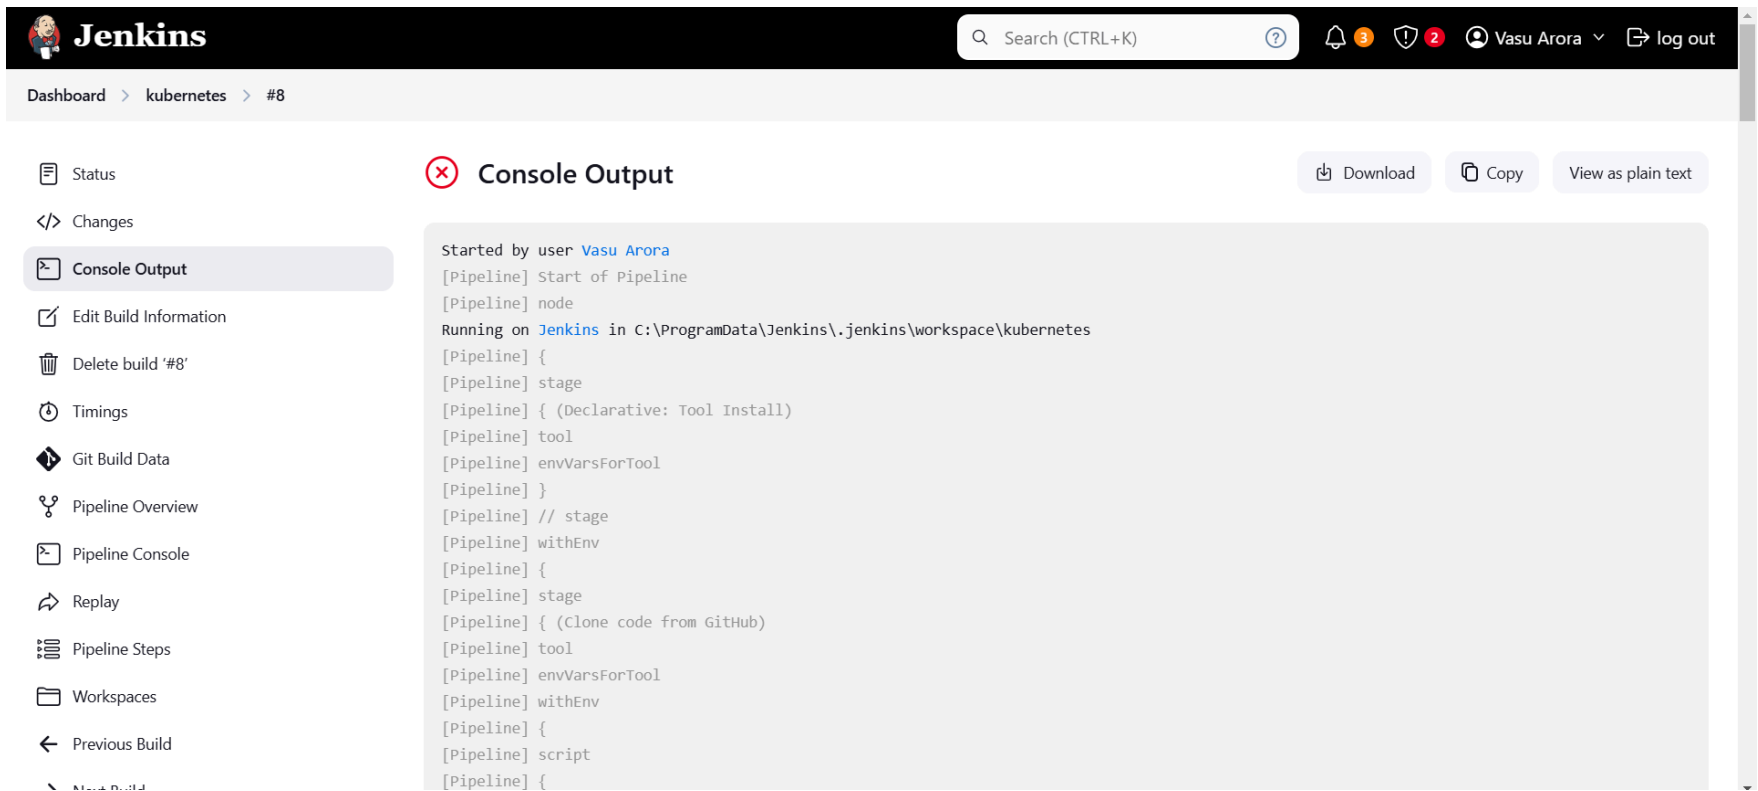 Jenkins
Search (CTRL+K)
3
2
Vasu Arora
log out
Dashboard > kubernetes > #8
Status
Changes
Console Output
Edit Build Information
Delete build ‘#8’
Timings
Git Build Data
Pipeline Overview
Pipeline Console
Replay
Pipeline Steps
Workspaces
Previous Build
Next Build
Console Output
Download
Copy
View as plain text
Started by user Vasu Arora
[Pipeline] Start of Pipeline
[Pipeline] node
Running on Jenkins in C:\ProgramData\Jenkins\.jenkins\workspace\kubernetes
[Pipeline] {
[Pipeline] stage
[Pipeline] { (Declarative: Tool Install)
[Pipeline] tool
[Pipeline] envVarsForTool
[Pipeline] }
[Pipeline] // stage
[Pipeline] withEnv
[Pipeline] {
[Pipeline] stage
[Pipeline] { (Clone code from GitHub)
[Pipeline] tool
[Pipeline] envVarsForTool
[Pipeline] withEnv
[Pipeline] {
[Pipeline] script
[Pipeline] {